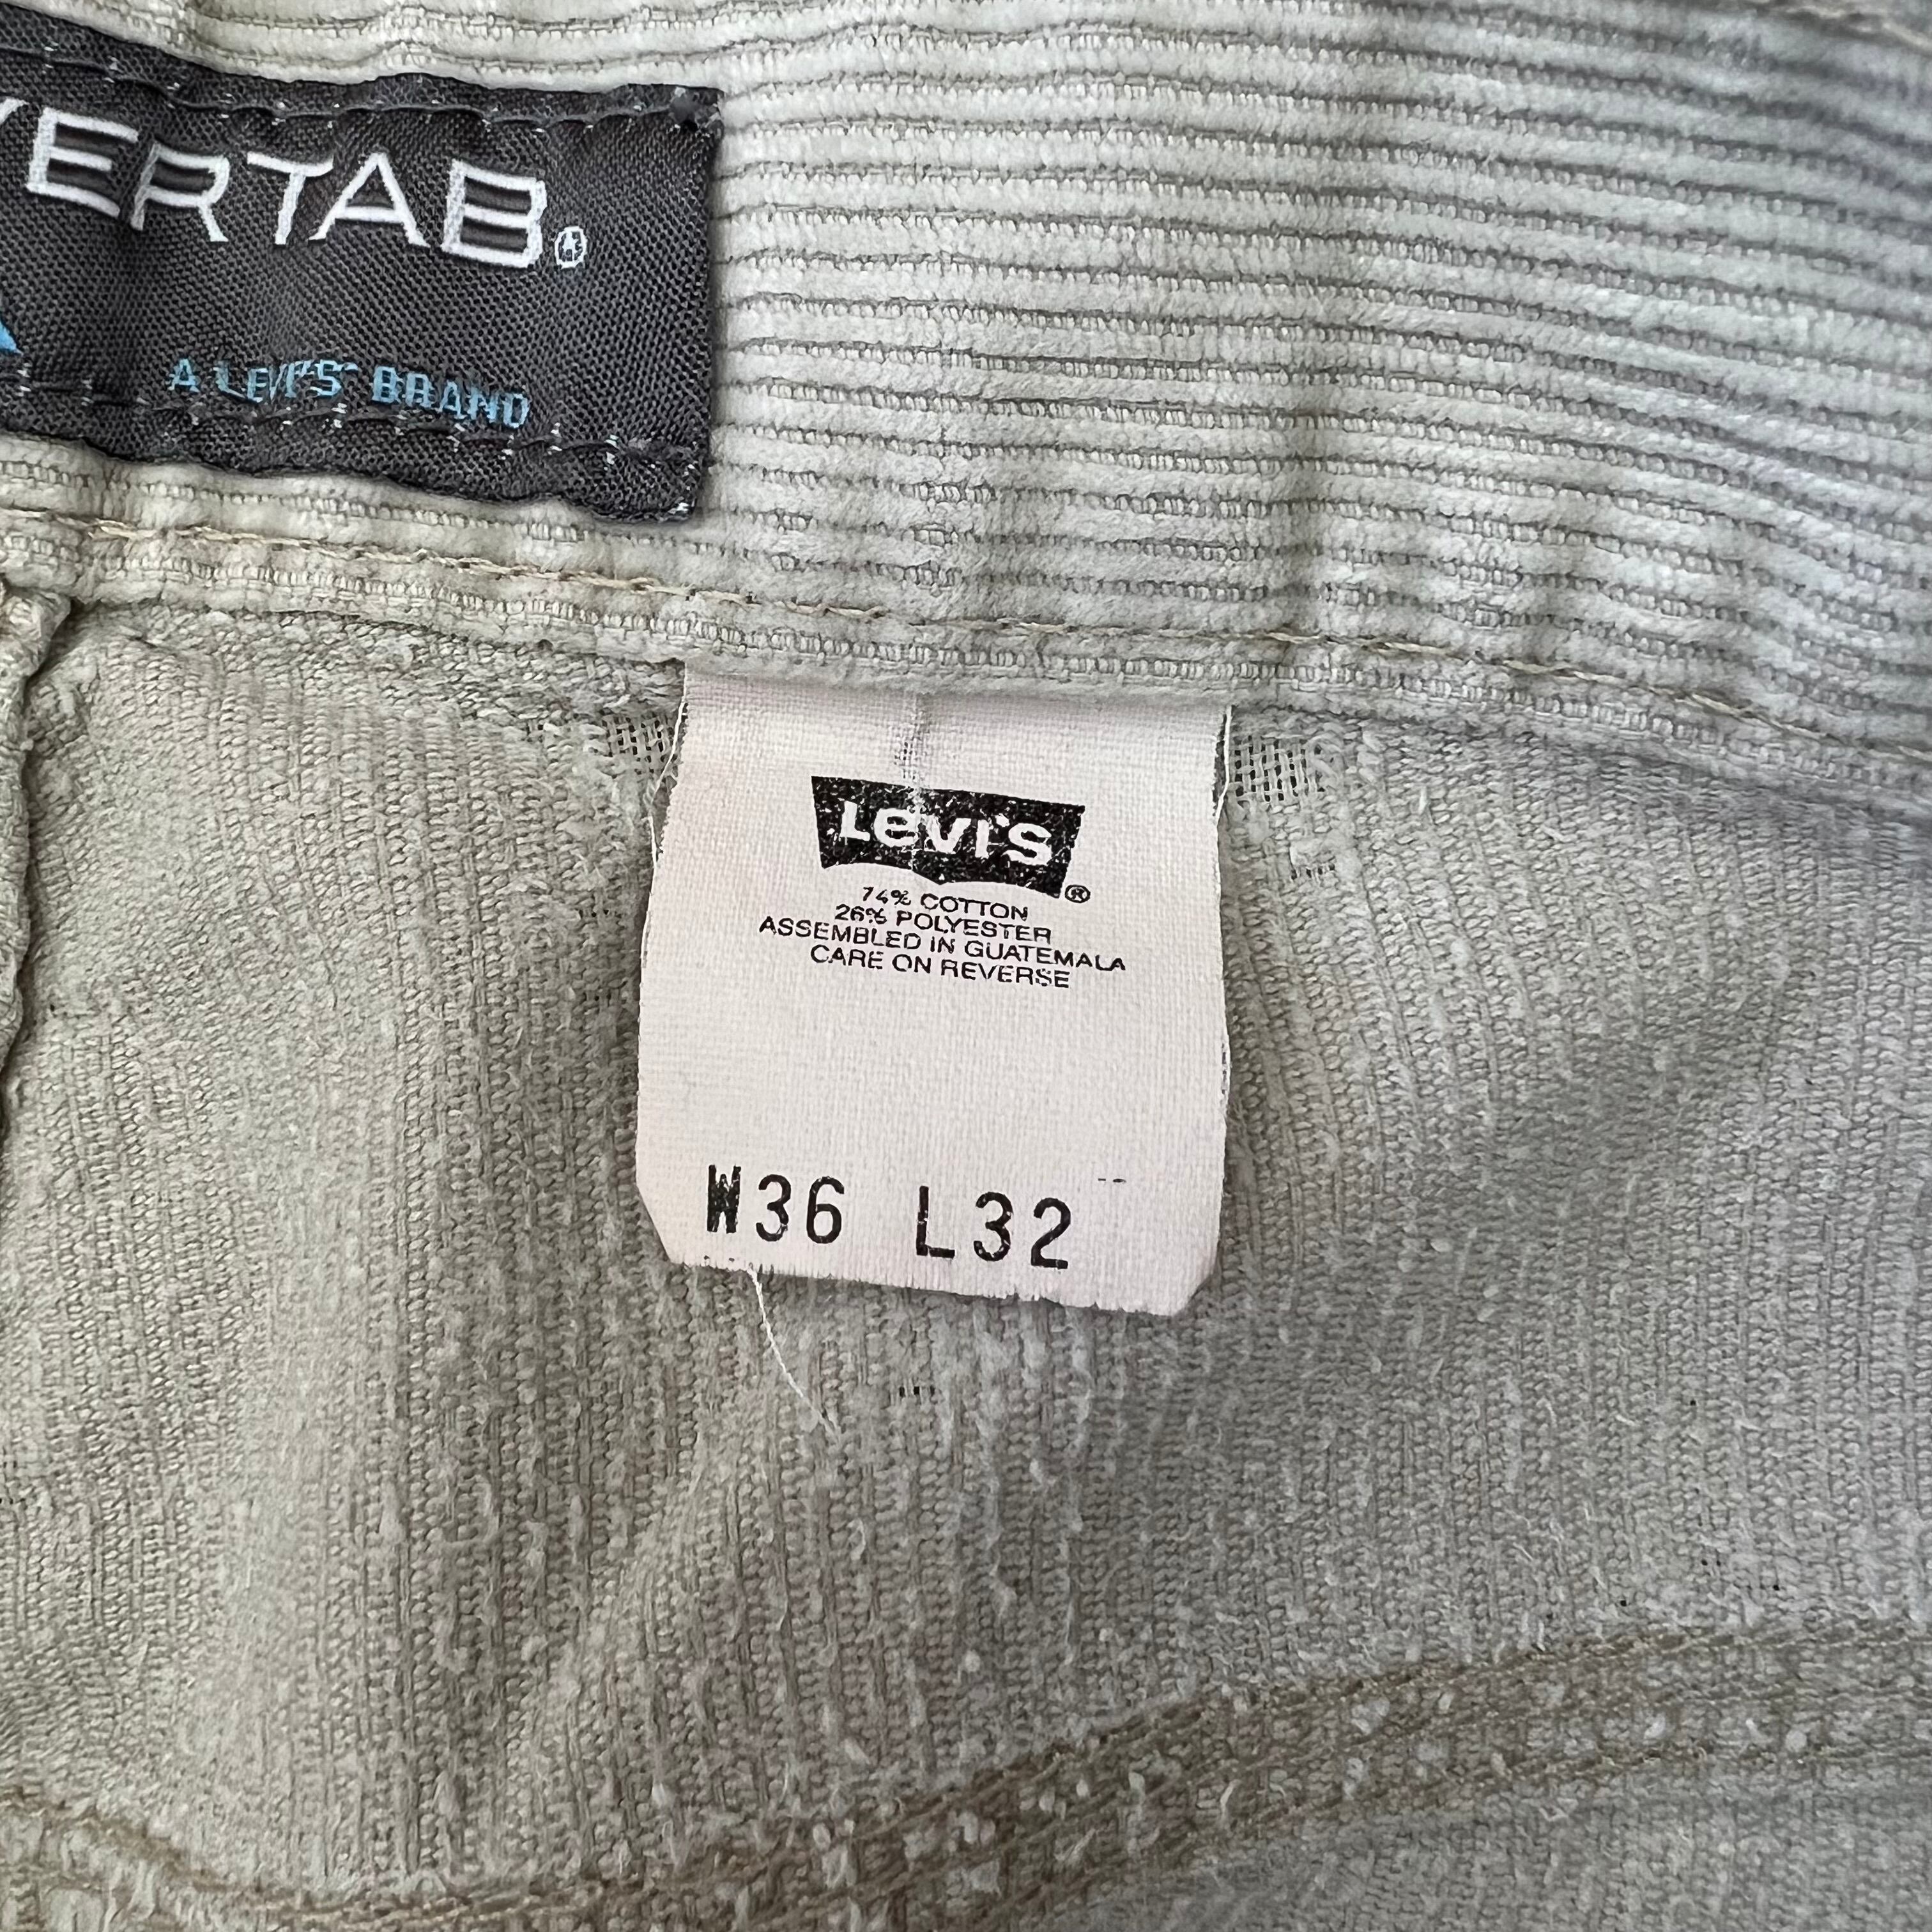 VERTAB®
A LEVI'S® BRAND
Levi's®
74% COTTON
26% POLYESTER
ASSEMBLED IN GUATEMALA
CARE ON REVERSE
W36 L32